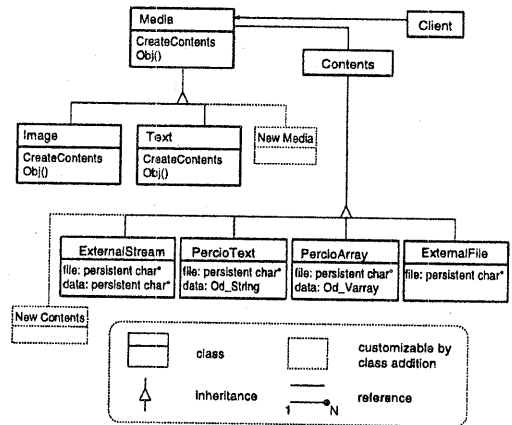 Media
CreateContents
Obj()
Client
Contents
Image
CreateContents
Obj()
Text
CreateContents
Obj()
New Media
ExternalStream
file: persistent char*
data: persistent char*
PercioText
file: persistent char*
data: Od_String
PercioArray
file: persistent char*
data: Od_Varray
ExternalFile
file: persistent char*
New Contents
class
customizable by
class addition
Inheritance
1 N
reference